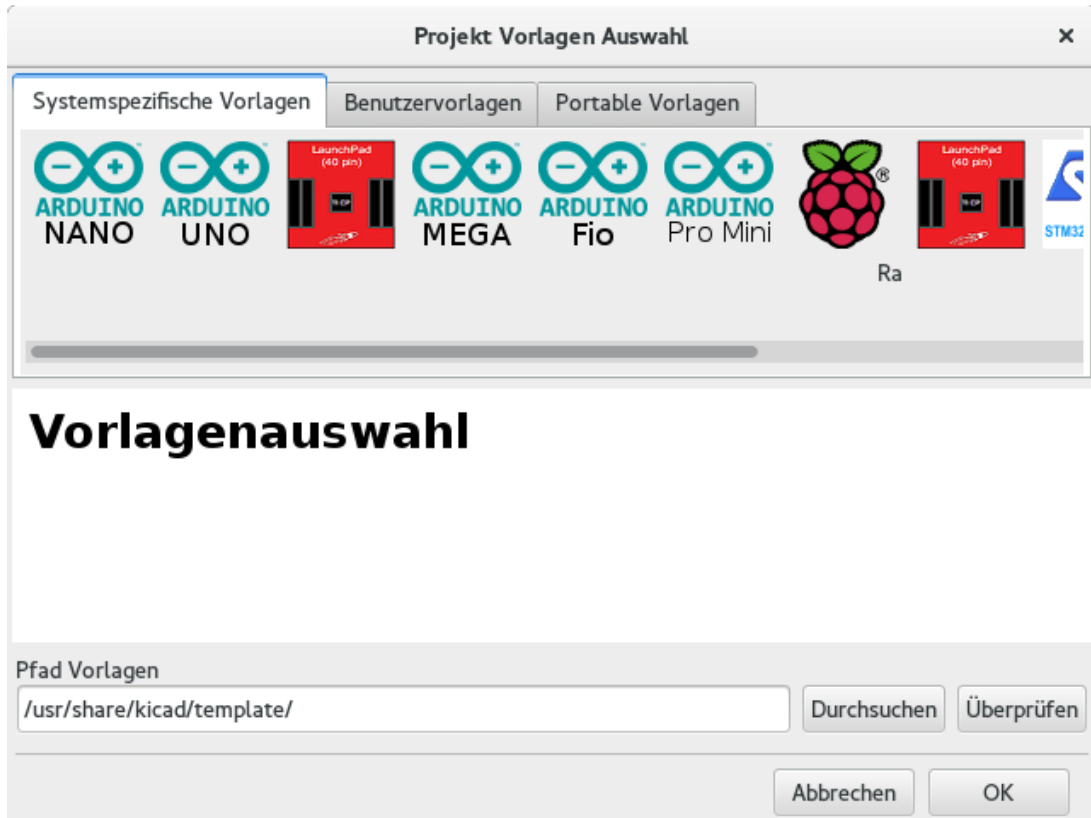 Projekt Vorlagen Auswahl
Systemspezifische Vorlagen
Benutzervorlagen
Portable Vorlagen
ARDUINO
NANO
ARDUINO
UNO
LaunchPad
(40 pin)
ARDUINO
MEGA
ARDUINO
Fio
ARDUINO
Pro Mini
®
LaunchPad
(40 pin)
STM32
Ra
Vorlagenauswahl
Pfad Vorlagen
/usr/share/kicad/template/
Durchsuchen
Überprüfen
Abbrechen
OK